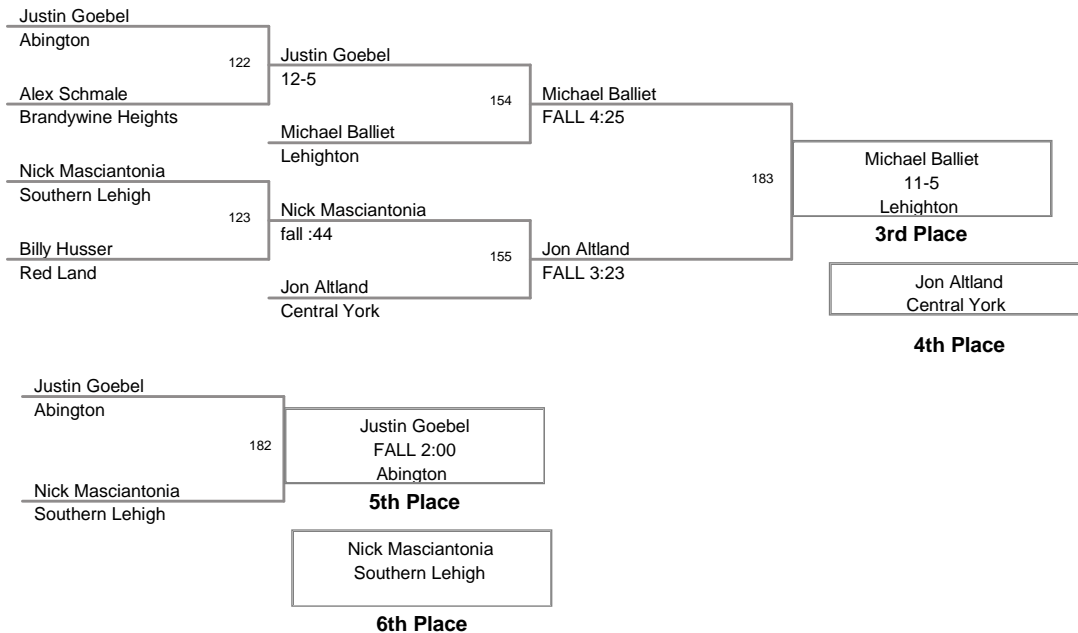 Justin Goebel
Abington
122
Alex Schmale
Brandywine Heights
Justin Goebel
12-5
154
Michael Balliet
Lehighton
Michael Balliet
FALL 4:25
Nick Masciantonia
Southern Lehigh
123
Billy Husser
Red Land
Nick Masciantonia
fall :44
155
Jon Altland
Central York
Jon Altland
FALL 3:23
183
Michael Balliet
11-5
Lehighton
3rd Place
Jon Altland
Central York
4th Place
Justin Goebel
Abington
182
Nick Masciantonia
Southern Lehigh
Justin Goebel
FALL 2:00
Abington
5th Place
Nick Masciantonia
Southern Lehigh
6th Place